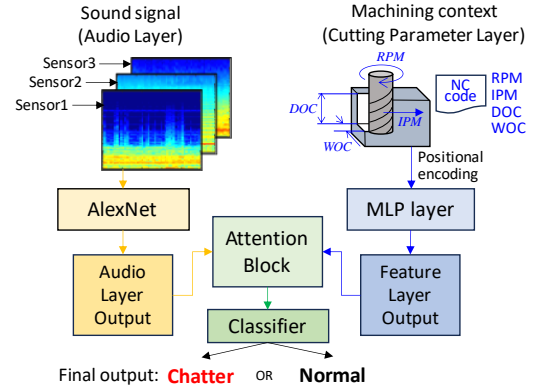 Sound signal
(Audio Layer)
Machining context
(Cutting Parameter Layer)
Sensor3
Sensor2
Sensor1
RPM
DOC
IPM
WOC
NC
code
RPM
IPM
DOC
WOC
Positional
encoding
AlexNet
MLP layer
Attention
Block
Audio
Layer
Output
Feature
Layer
Output
Classifier
Final output: Chatter OR Normal